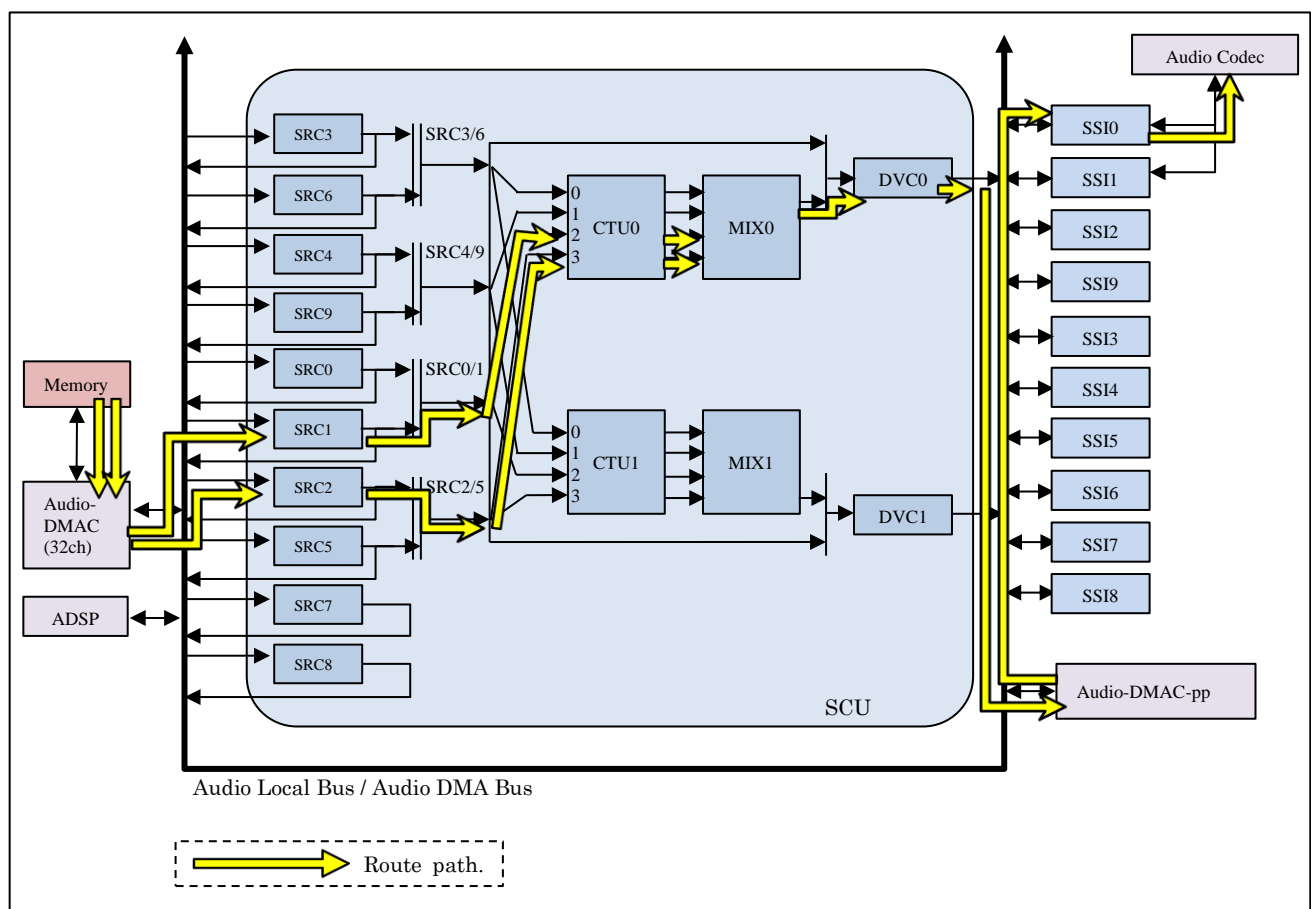 Audio Codec
SRC3
SRC3/6
SSI0
SRC6
DVC0
SSI1
0
1
2
3
CTU0
MIX0
SSI2
SRC4
SRC4/9
SSI9
SRC9
SSI3
SRC0
SRC0/1
Memory
SSI4
SRC1
0
1
2
3
CTU1
MIX1
SSI5
SRC2
SRC2/5
SSI6
Audio-
DMAC
(32ch)
DVC1
SRC5
SSI7
SRC7
SSI8
ADSP
SRC8
Audio-DMAC-pp
SCU
Audio Local Bus / Audio DMA Bus
Route path.